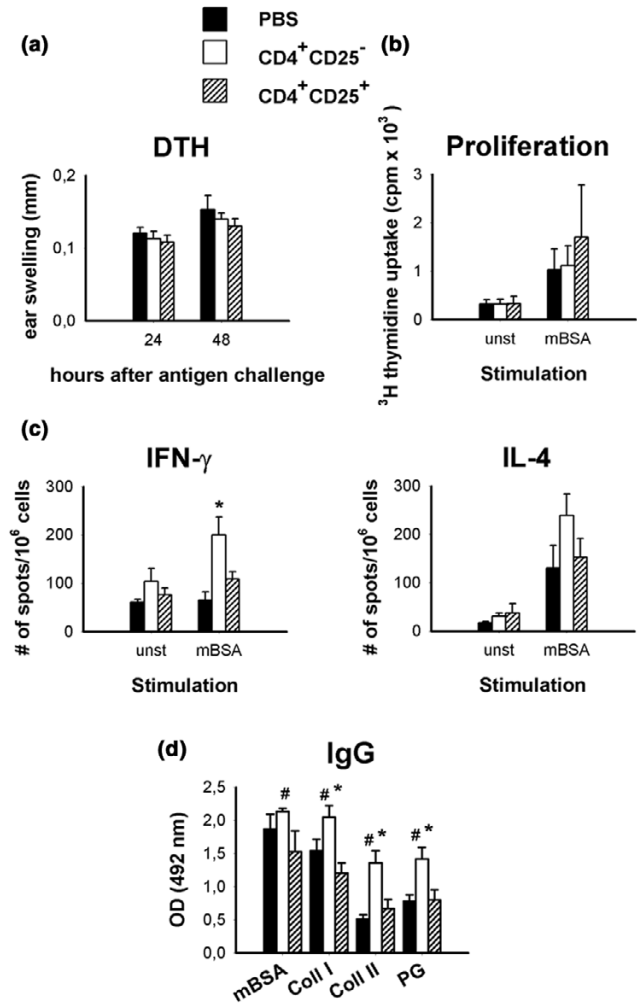 (a)
PBS
CD4+CD25-
CD4+CD25+
(b)
DTH
0,2
0,1
0,0
ear swelling (mm)
24 48
hours after antigen challenge
Proliferation
3
2
1
0
³H thymidine uptake (cpm x 10³)
unst mBSA
Stimulation
(c)
IFN-γ
300
200
100
0
# of spots/10⁶ cells
*
unst mBSA
Stimulation
IL-4
300
200
100
0
# of spots/10⁶ cells
unst mBSA
Stimulation
(d)
IgG
2,5
2,0
1,5
1,0
0,5
0,0
OD (492 nm)
# # * # * # *
mBSA Coll I Coll II PG